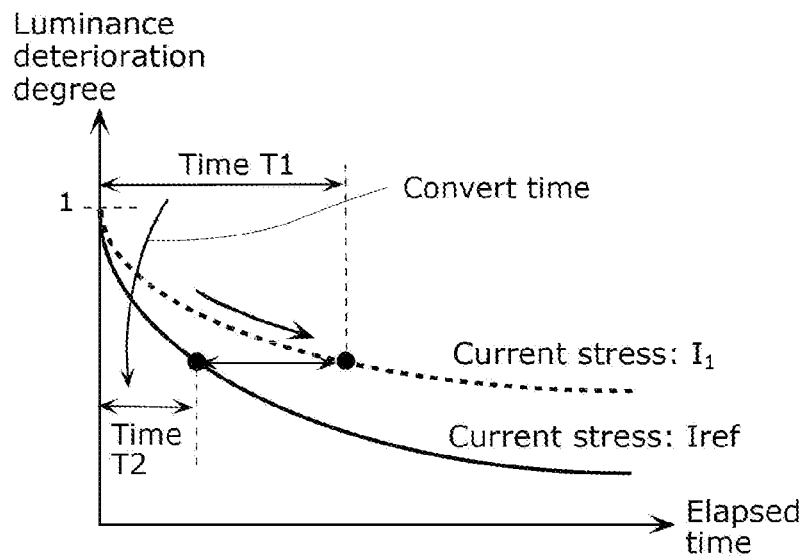 Luminance
deterioration
degree
Time T1
Convert time
1
Current stress: I₁
Time
T2
Current stress: Iref
Elapsed
time